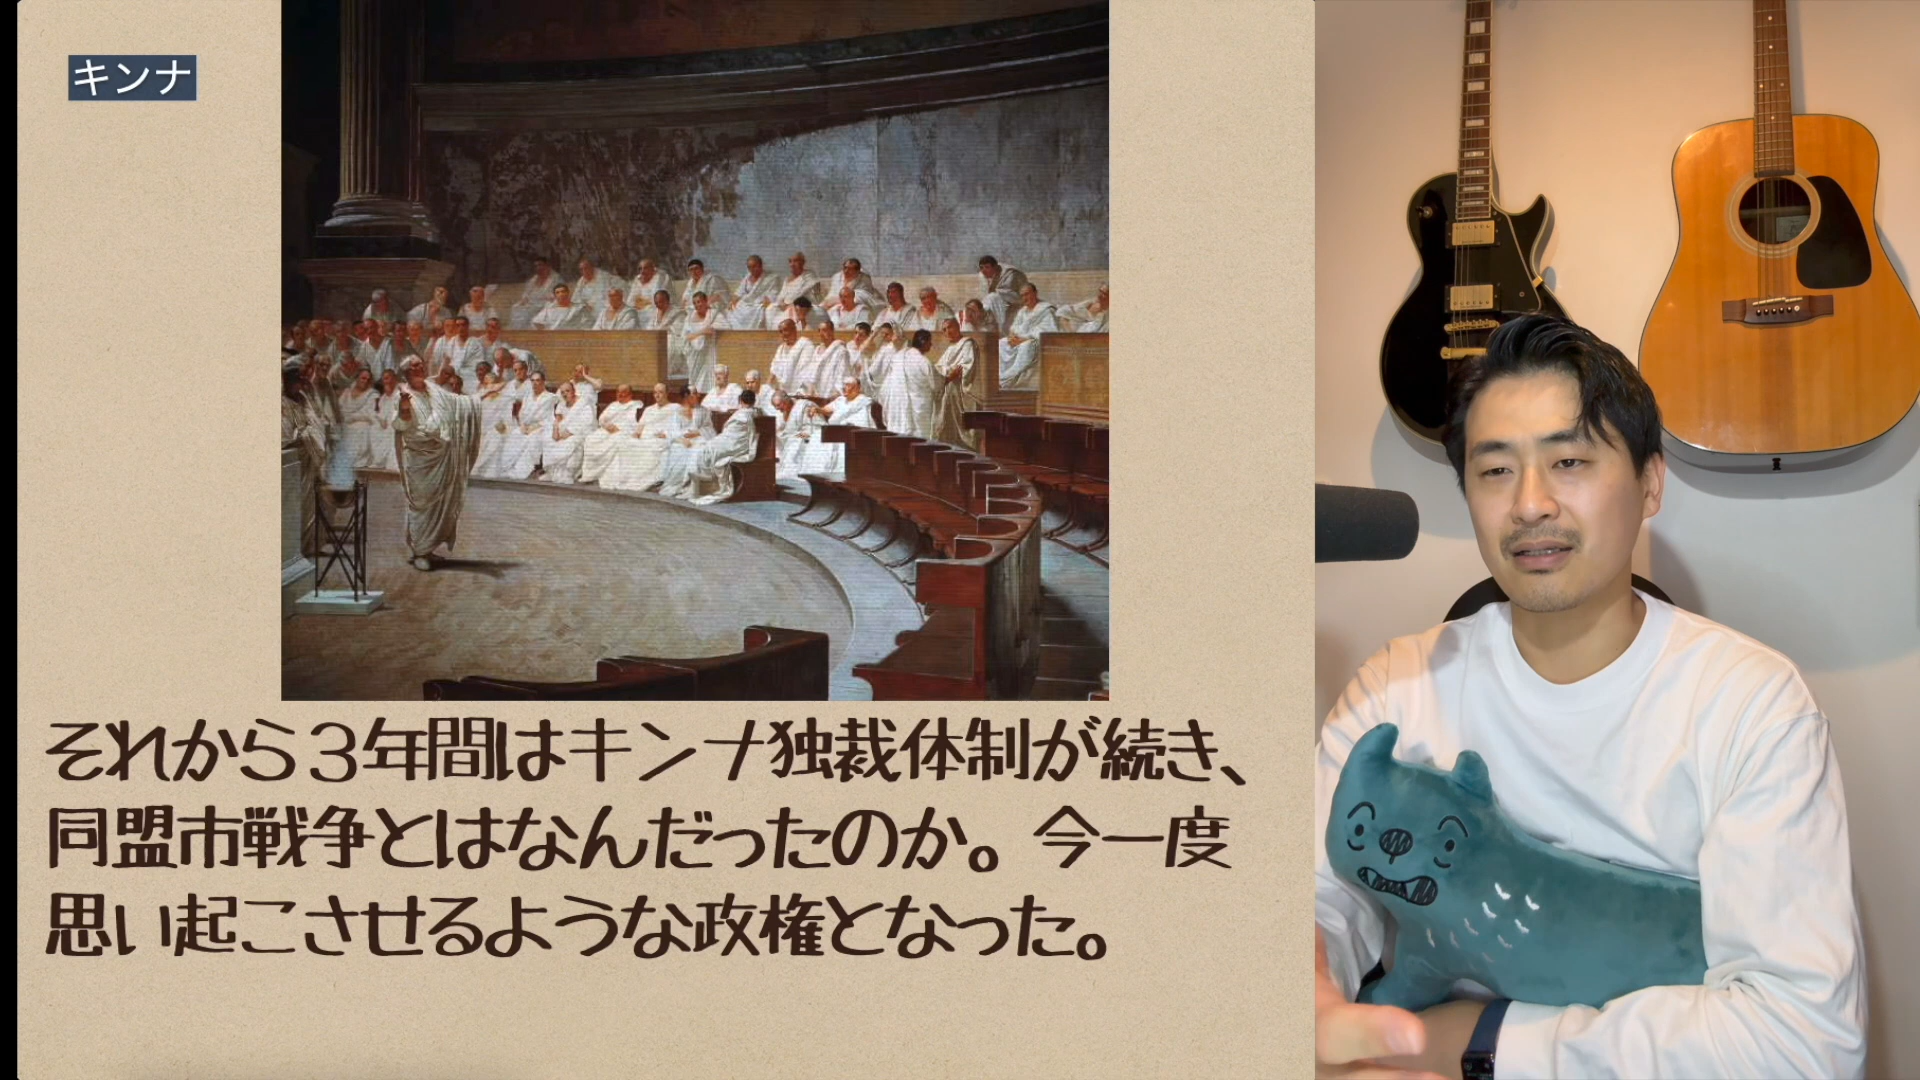 キンナ
それから３年間はキンナ独裁体制が続き、
同盟市戦争とはなんだったのか。今一度
思い起こさせるような政権となった。